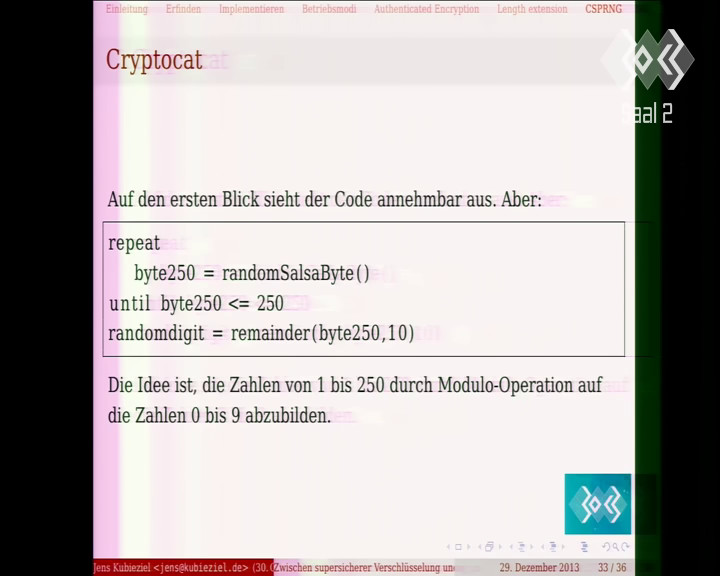 Einleitung Erfinden Implementieren Betriebsmodi Authenticated Encryption Length extension CSPRNG
Cryptocat
Saal 2
Auf den ersten Blick sieht der Code annehmbar aus. Aber:
repeat
byte250 = randomSalsaByte()
until byte250 <= 250
randomdigit = remainder(byte250,10)
Die Idee ist, die Zahlen von 1 bis 250 durch Modulo-Operation auf
die Zahlen 0 bis 9 abzubilden.
Jens Kubieziel <jens@kubieziel.de> (30. Zwischen supersicherer Verschlüsselung 29. Dezember 2013 33 / 36